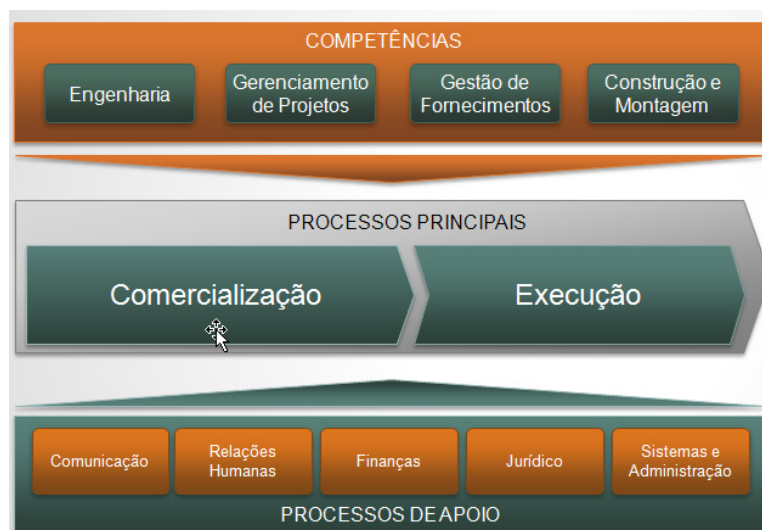 COMPETÊNCIAS
Engenharia
Gerenciamento
de Projetos
Gestão de
Fornecimentos
Construção e
Montagem
PROCESSOS PRINCIPAIS
Comercialização
Execução
Comunicação
Relações
Humanas
Finanças
Jurídico
Sistemas e
Administração
PROCESSOS DE APOIO